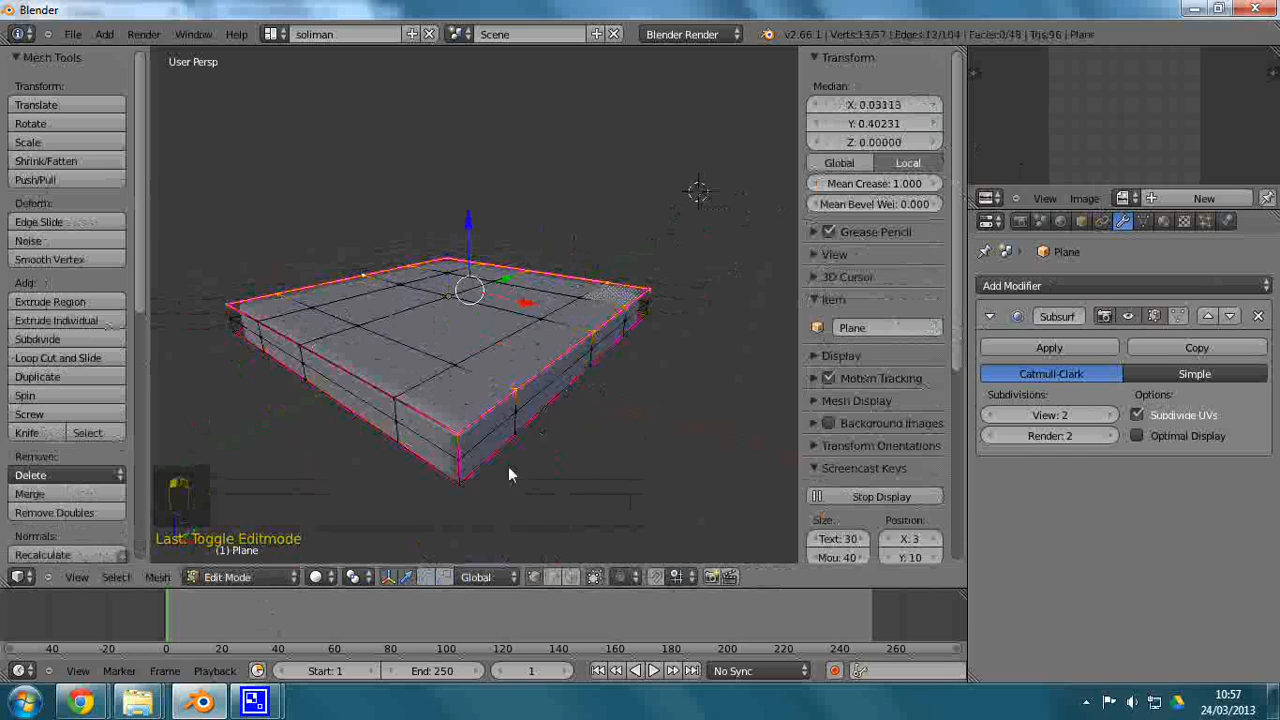 Blender
File Add Render Window Help soliman Scene Blender Render v2.66.1 | Verts:13/57 | Edges:12/104 | Faces:0/48 | Tris:96 | Plane
Mesh Tools
Transform:
Translate
Rotate
Scale
Shrink/Fatten
Push/Pull
Deform:
Edge Slide
Noise
Smooth Vertex
Add:
Extrude Region
Extrude Individual
Subdivide
Loop Cut and Slide
Duplicate
Spin
Screw
Knife Select
Remove:
Delete
Merge
Remove Doubles
Normals:
Recalculate
User Persp
Last: Toggle Editmode
(1) Plane
Transform
Median:
X: 0.03113
Y: 0.40231
Z: 0.00000
Global Local
Mean Crease: 1.000
Mean Bevel Wei: 0.000
Grease Pencil
View
3D Cursor
Item
Plane
Display
Motion Tracking
Mesh Display
Background Images
Transform Orientations
Screencast Keys
Stop Display
Size: Position:
Text: 30 X: 3
Mou: 40 Y: 10
View Image New
Plane
Add Modifier
Subsurf
Apply Copy
Catmull-Clark Simple
Subdivisions: Options:
View: 2 Subdivide UVs
Render: 2 Optimal Display
View Select Mesh Edit Mode Global
40 -20 0 20 40 60 80 100 120 140 160 180 200 220 240 260
View Marker Frame Playback Start: 1 End: 250 1 No Sync
10:57
24/03/2013